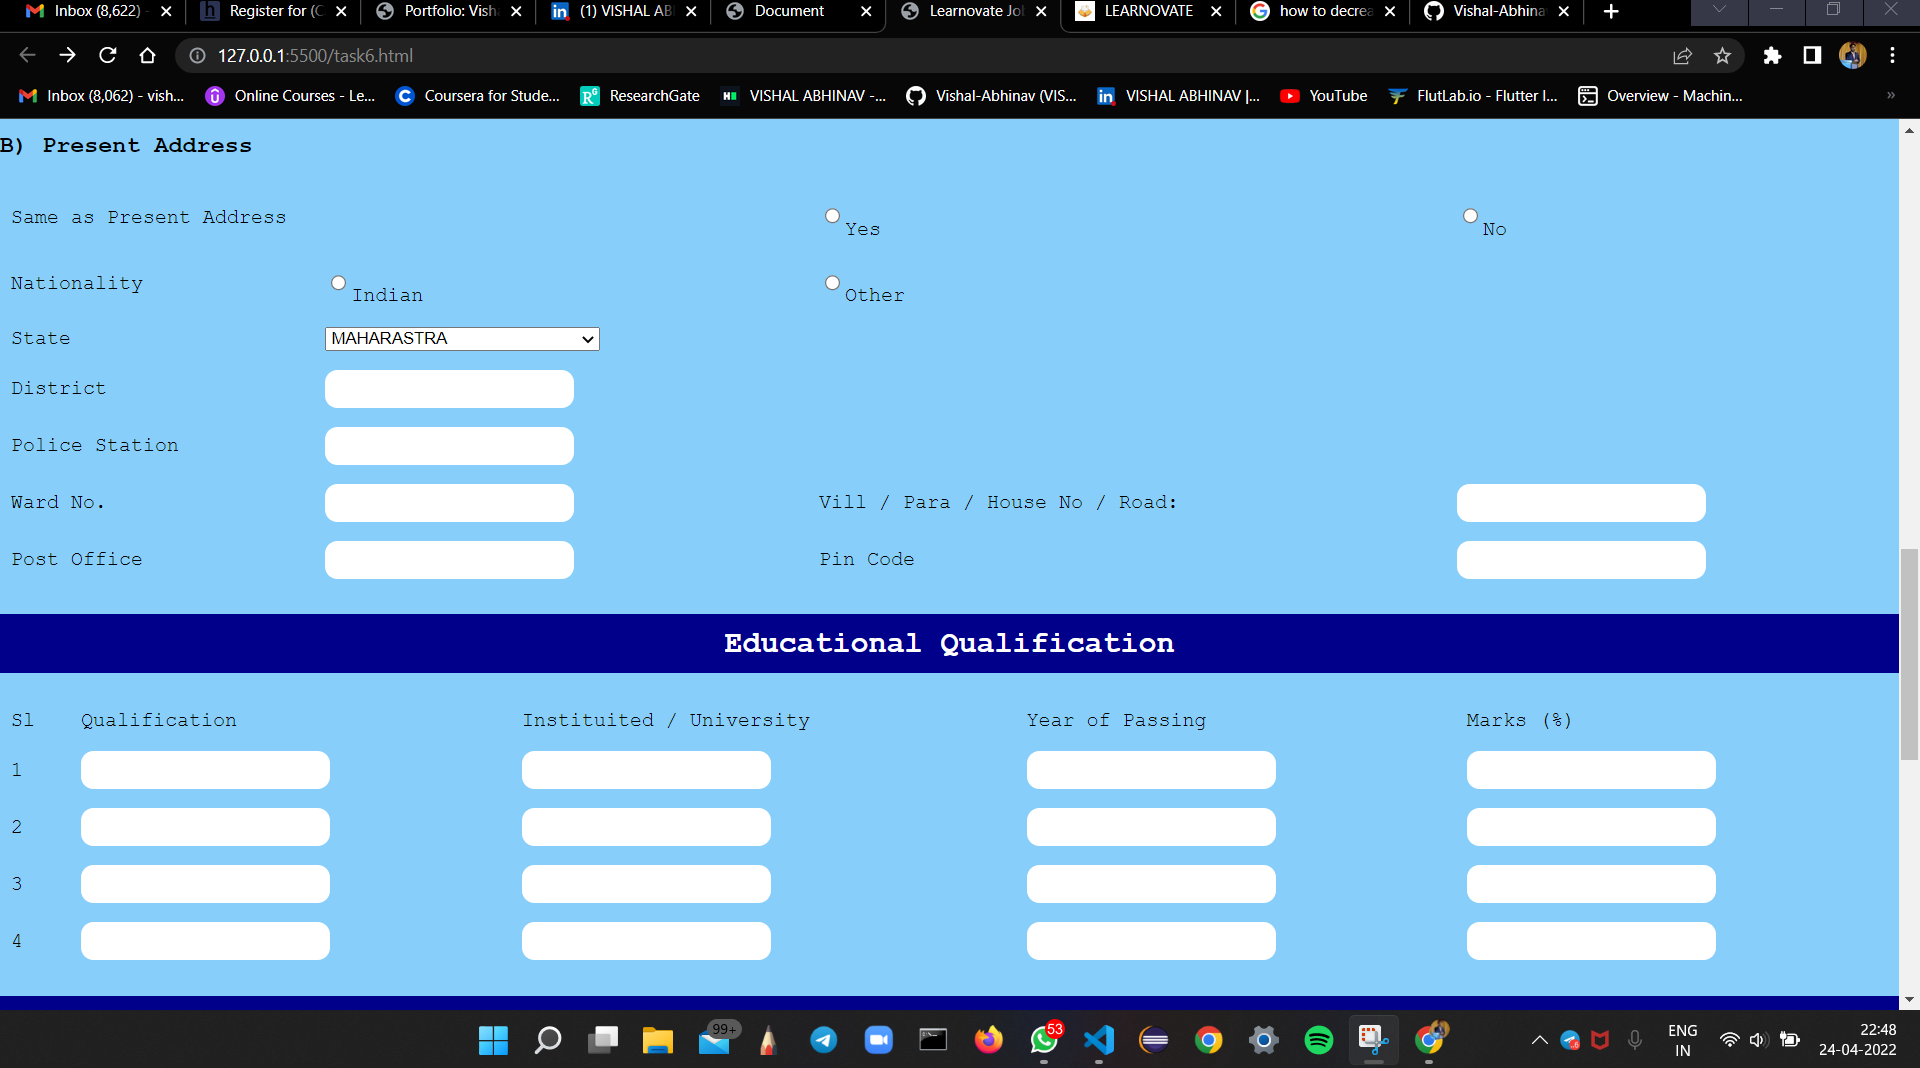 Inbox (8,622) Register for (C Portfolio: Vish (1) VISHAL AB Document Learnovate Jo LEARNOVATE how to decrea Vishal-Abhina
127.0.0.1:5500/task6.html
Inbox (8,062) - vish... Online Courses - Le... Coursera for Stude... ResearchGate VISHAL ABHINAV -... Vishal-Abhinav (VIS... VISHAL ABHINAV |... YouTube FlutLab.io - Flutter I... Overview - Machin... »
B) Present Address
Same as Present Address Yes No
Nationality Indian Other
State MAHARASTRA
District
Police Station
Ward No. Vill / Para / House No / Road:
Post Office Pin Code
Educational Qualification
Sl Qualification Instituited / University Year of Passing Marks (%)
1
2
3
4
99+ 53 ENG 22:48
IN 24-04-2022